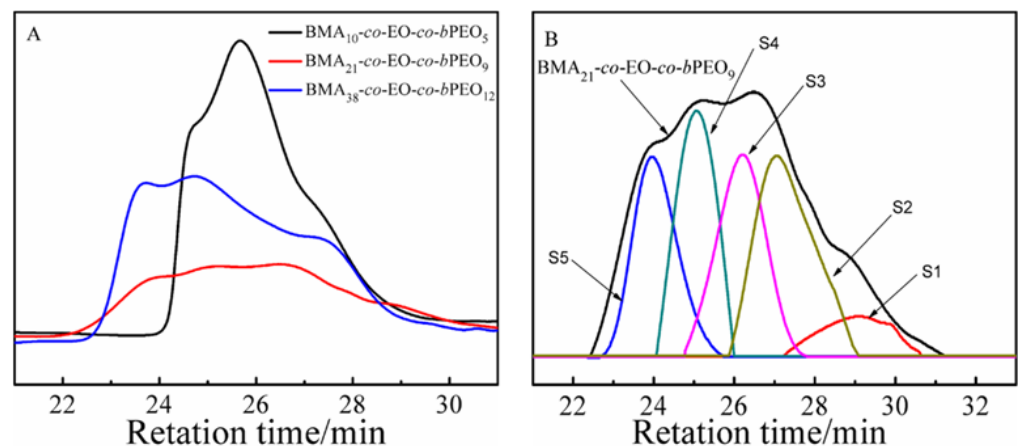 A
BMA₁₀-co-EO-co-bPEO₅
BMA₂₁-co-EO-co-bPEO₉
BMA₃₈-co-EO-co-bPEO₁₂
22 24 26 28 30
Retation time/min
B
S4
BMA₂₁-co-EO-co-bPEO₉
S3
S2
S5
S1
22 24 26 28 30 32
Retation time/min